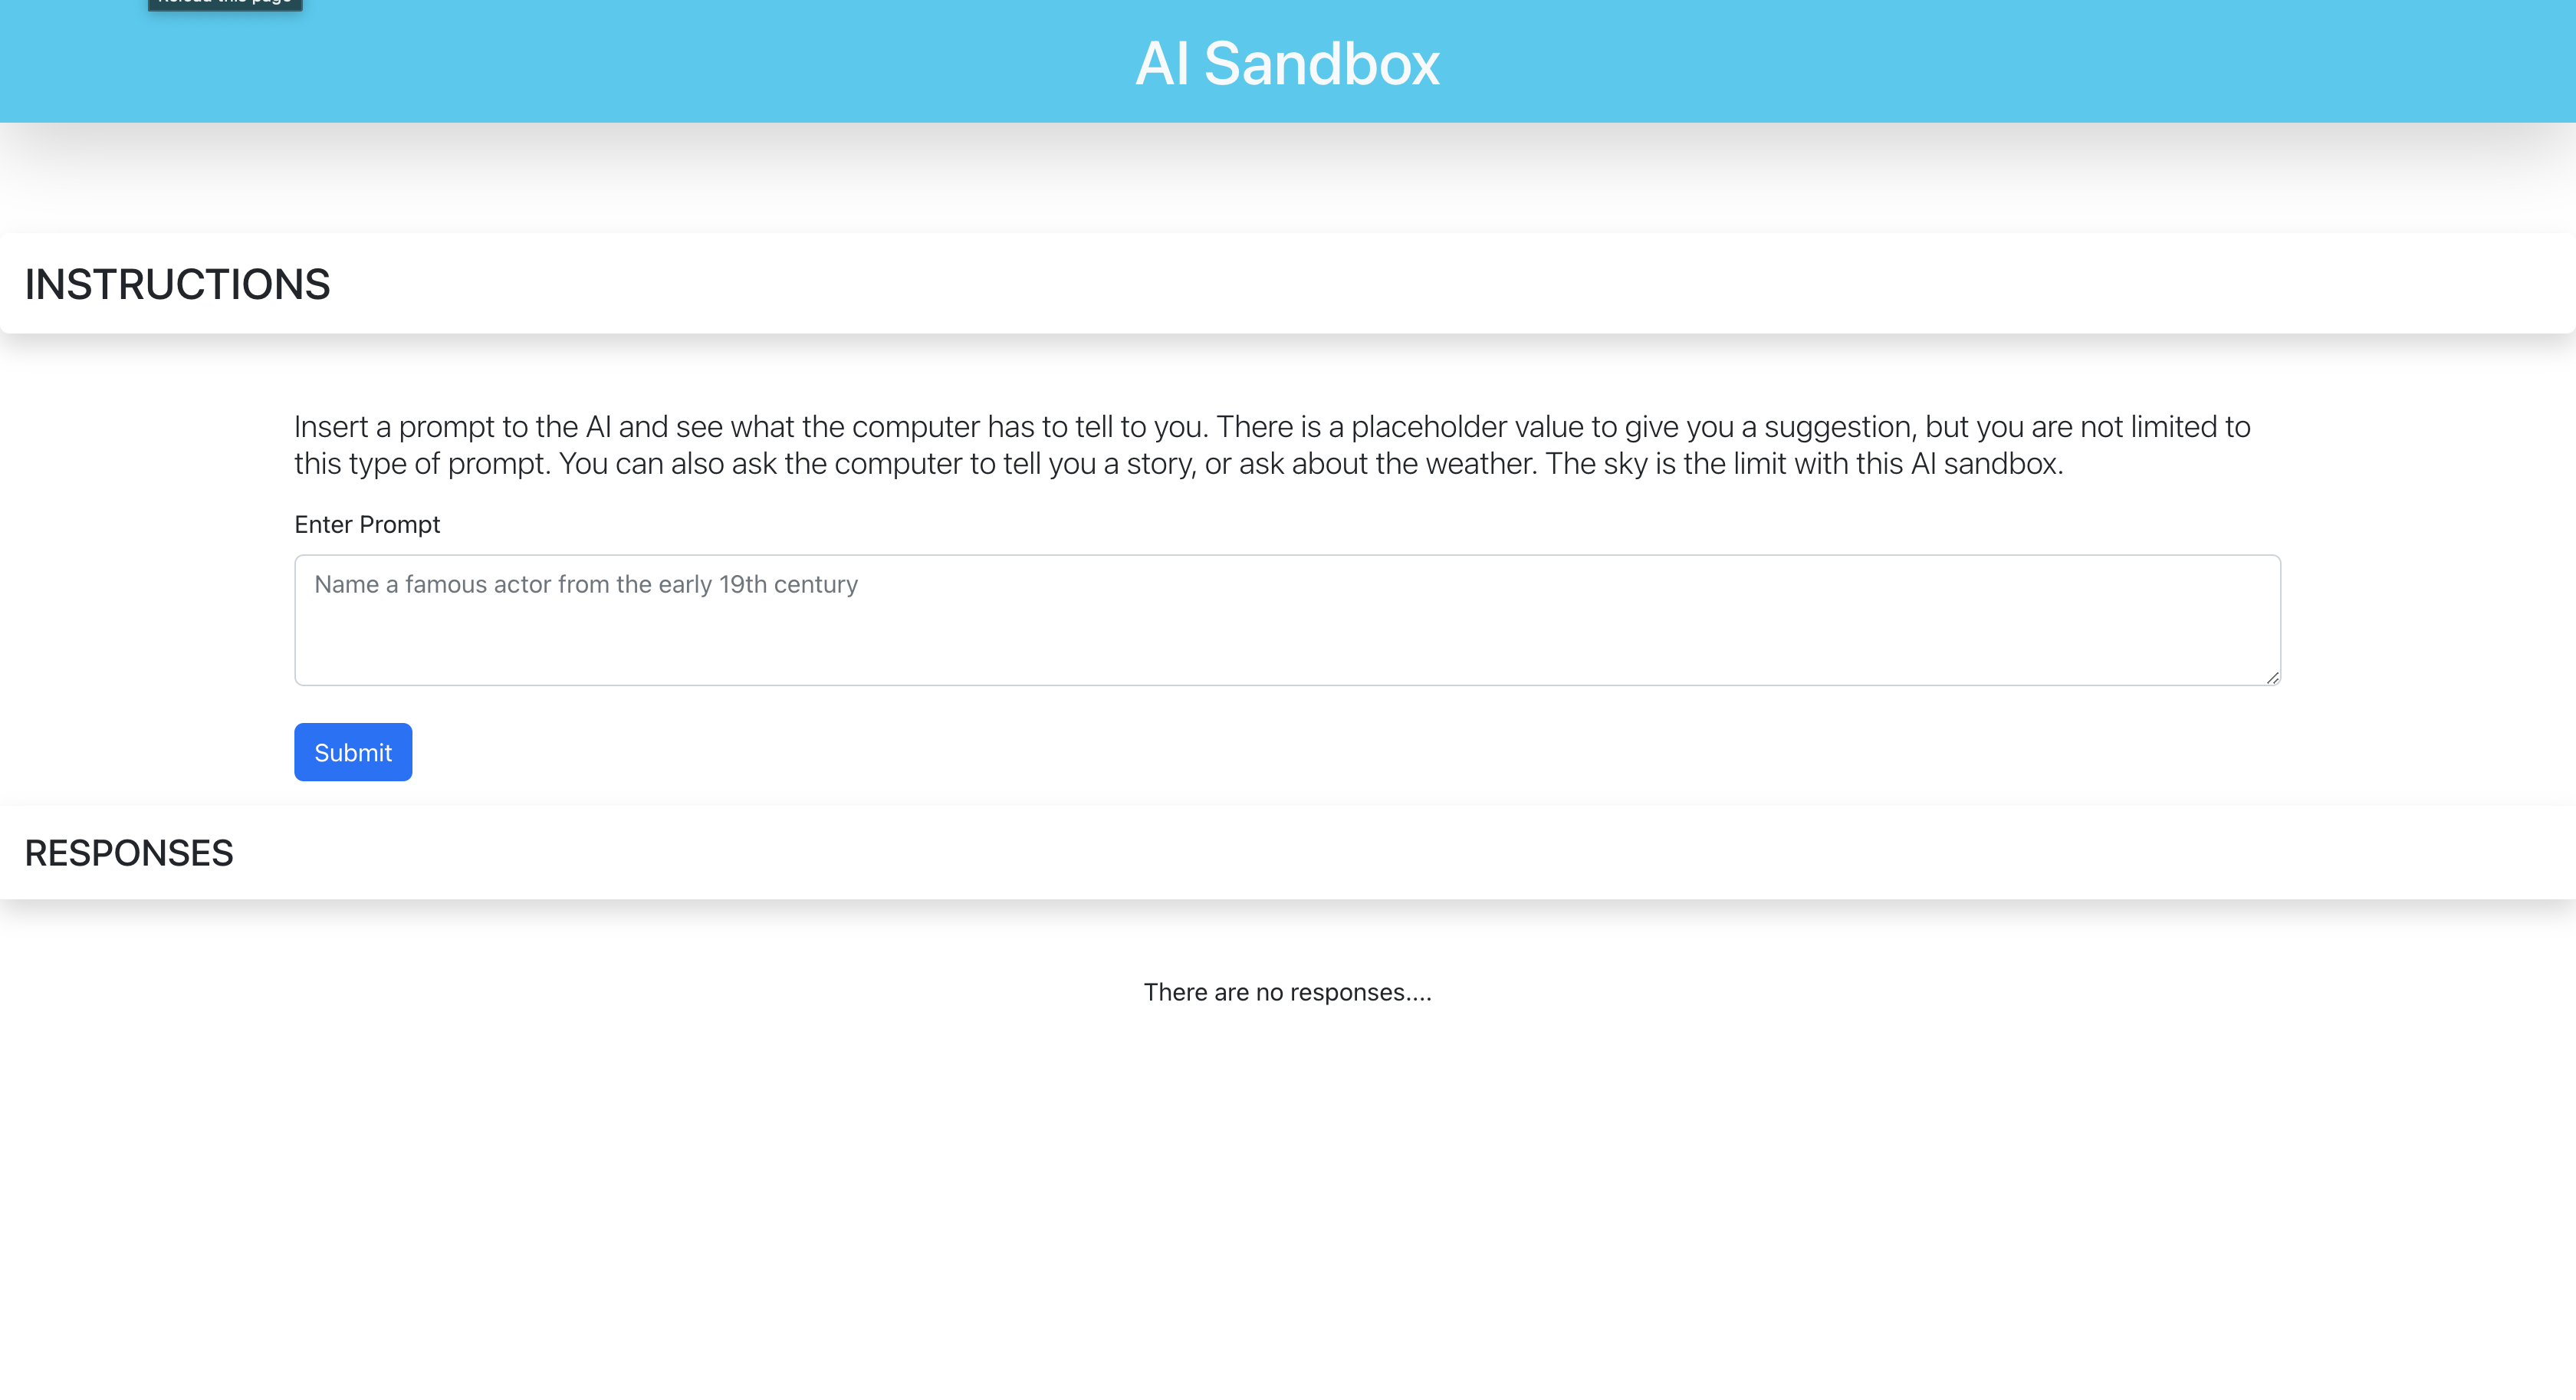 Reload this page
AI Sandbox
INSTRUCTIONS
Insert a prompt to the AI and see what the computer has to tell to you. There is a placeholder value to give you a suggestion, but you are not limited to
this type of prompt. You can also ask the computer to tell you a story, or ask about the weather. The sky is the limit with this AI sandbox.
Enter Prompt
Name a famous actor from the early 19th century
Submit
RESPONSES
There are no responses....